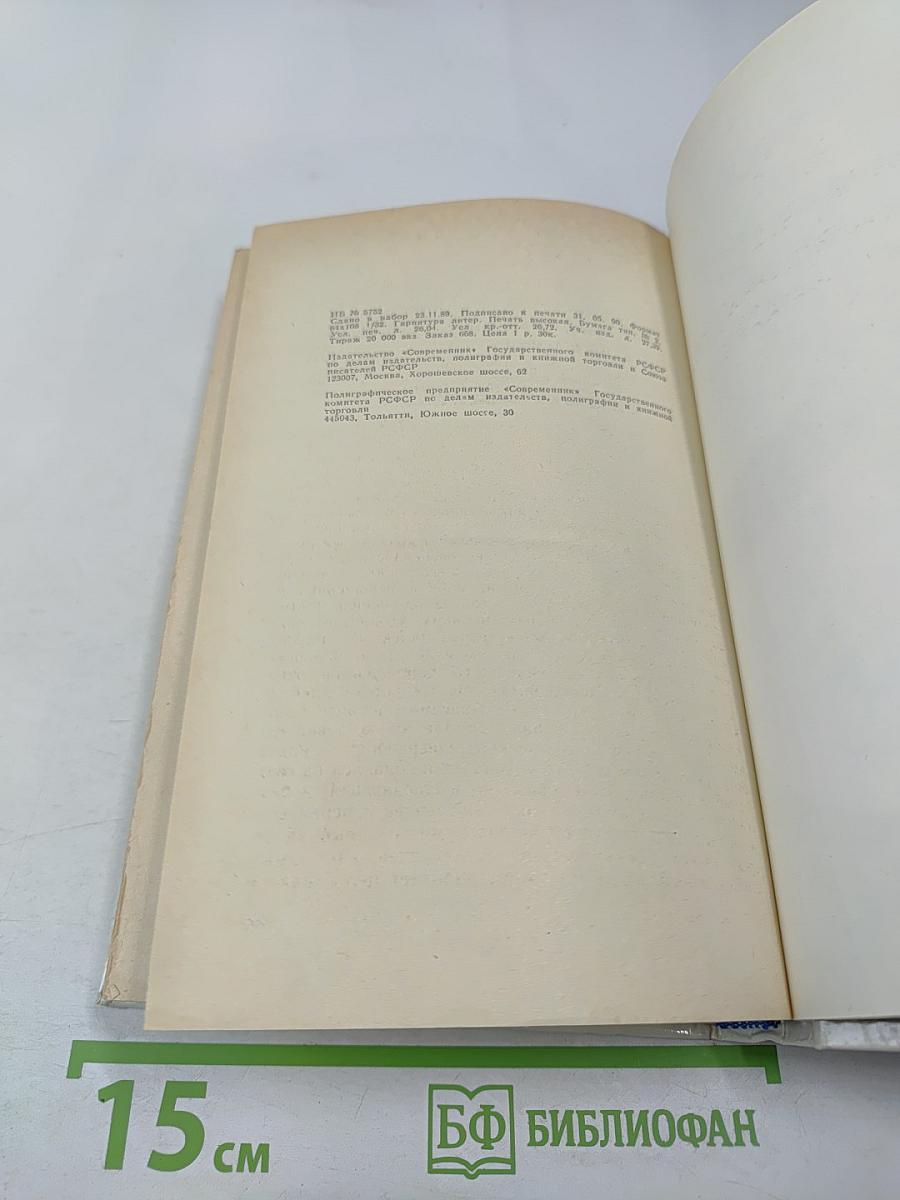 ИБ № 5752
Сдано в набор 23.11.89. Подписано к печати 31. 05. 90. Формат
84х108 1/32. Гарнитура литер. Печать высокая. Бумага тип. № 2.
Усл. печ. л. 26,04. Усл кр.-отт. 26,72. Уч. изд. л.
Тираж 20 000 экз Заказ 668. Цена 1 р. 30к.
Издательство «Современник» Государственного комитета РСФСР
по делам издательств, полиграфии и книжной торговли и Союза
писателей РСФСР
123007, Москва, Хорошевское шоссе, 62
Полиграфическое предприятие «Современник» Государственного
комитета РСФСР по делам издательств, полиграфии и книжной
торговли
445043, Тольятти, Южное шоссе, 30
15 см
БФ БИБЛИОФАН